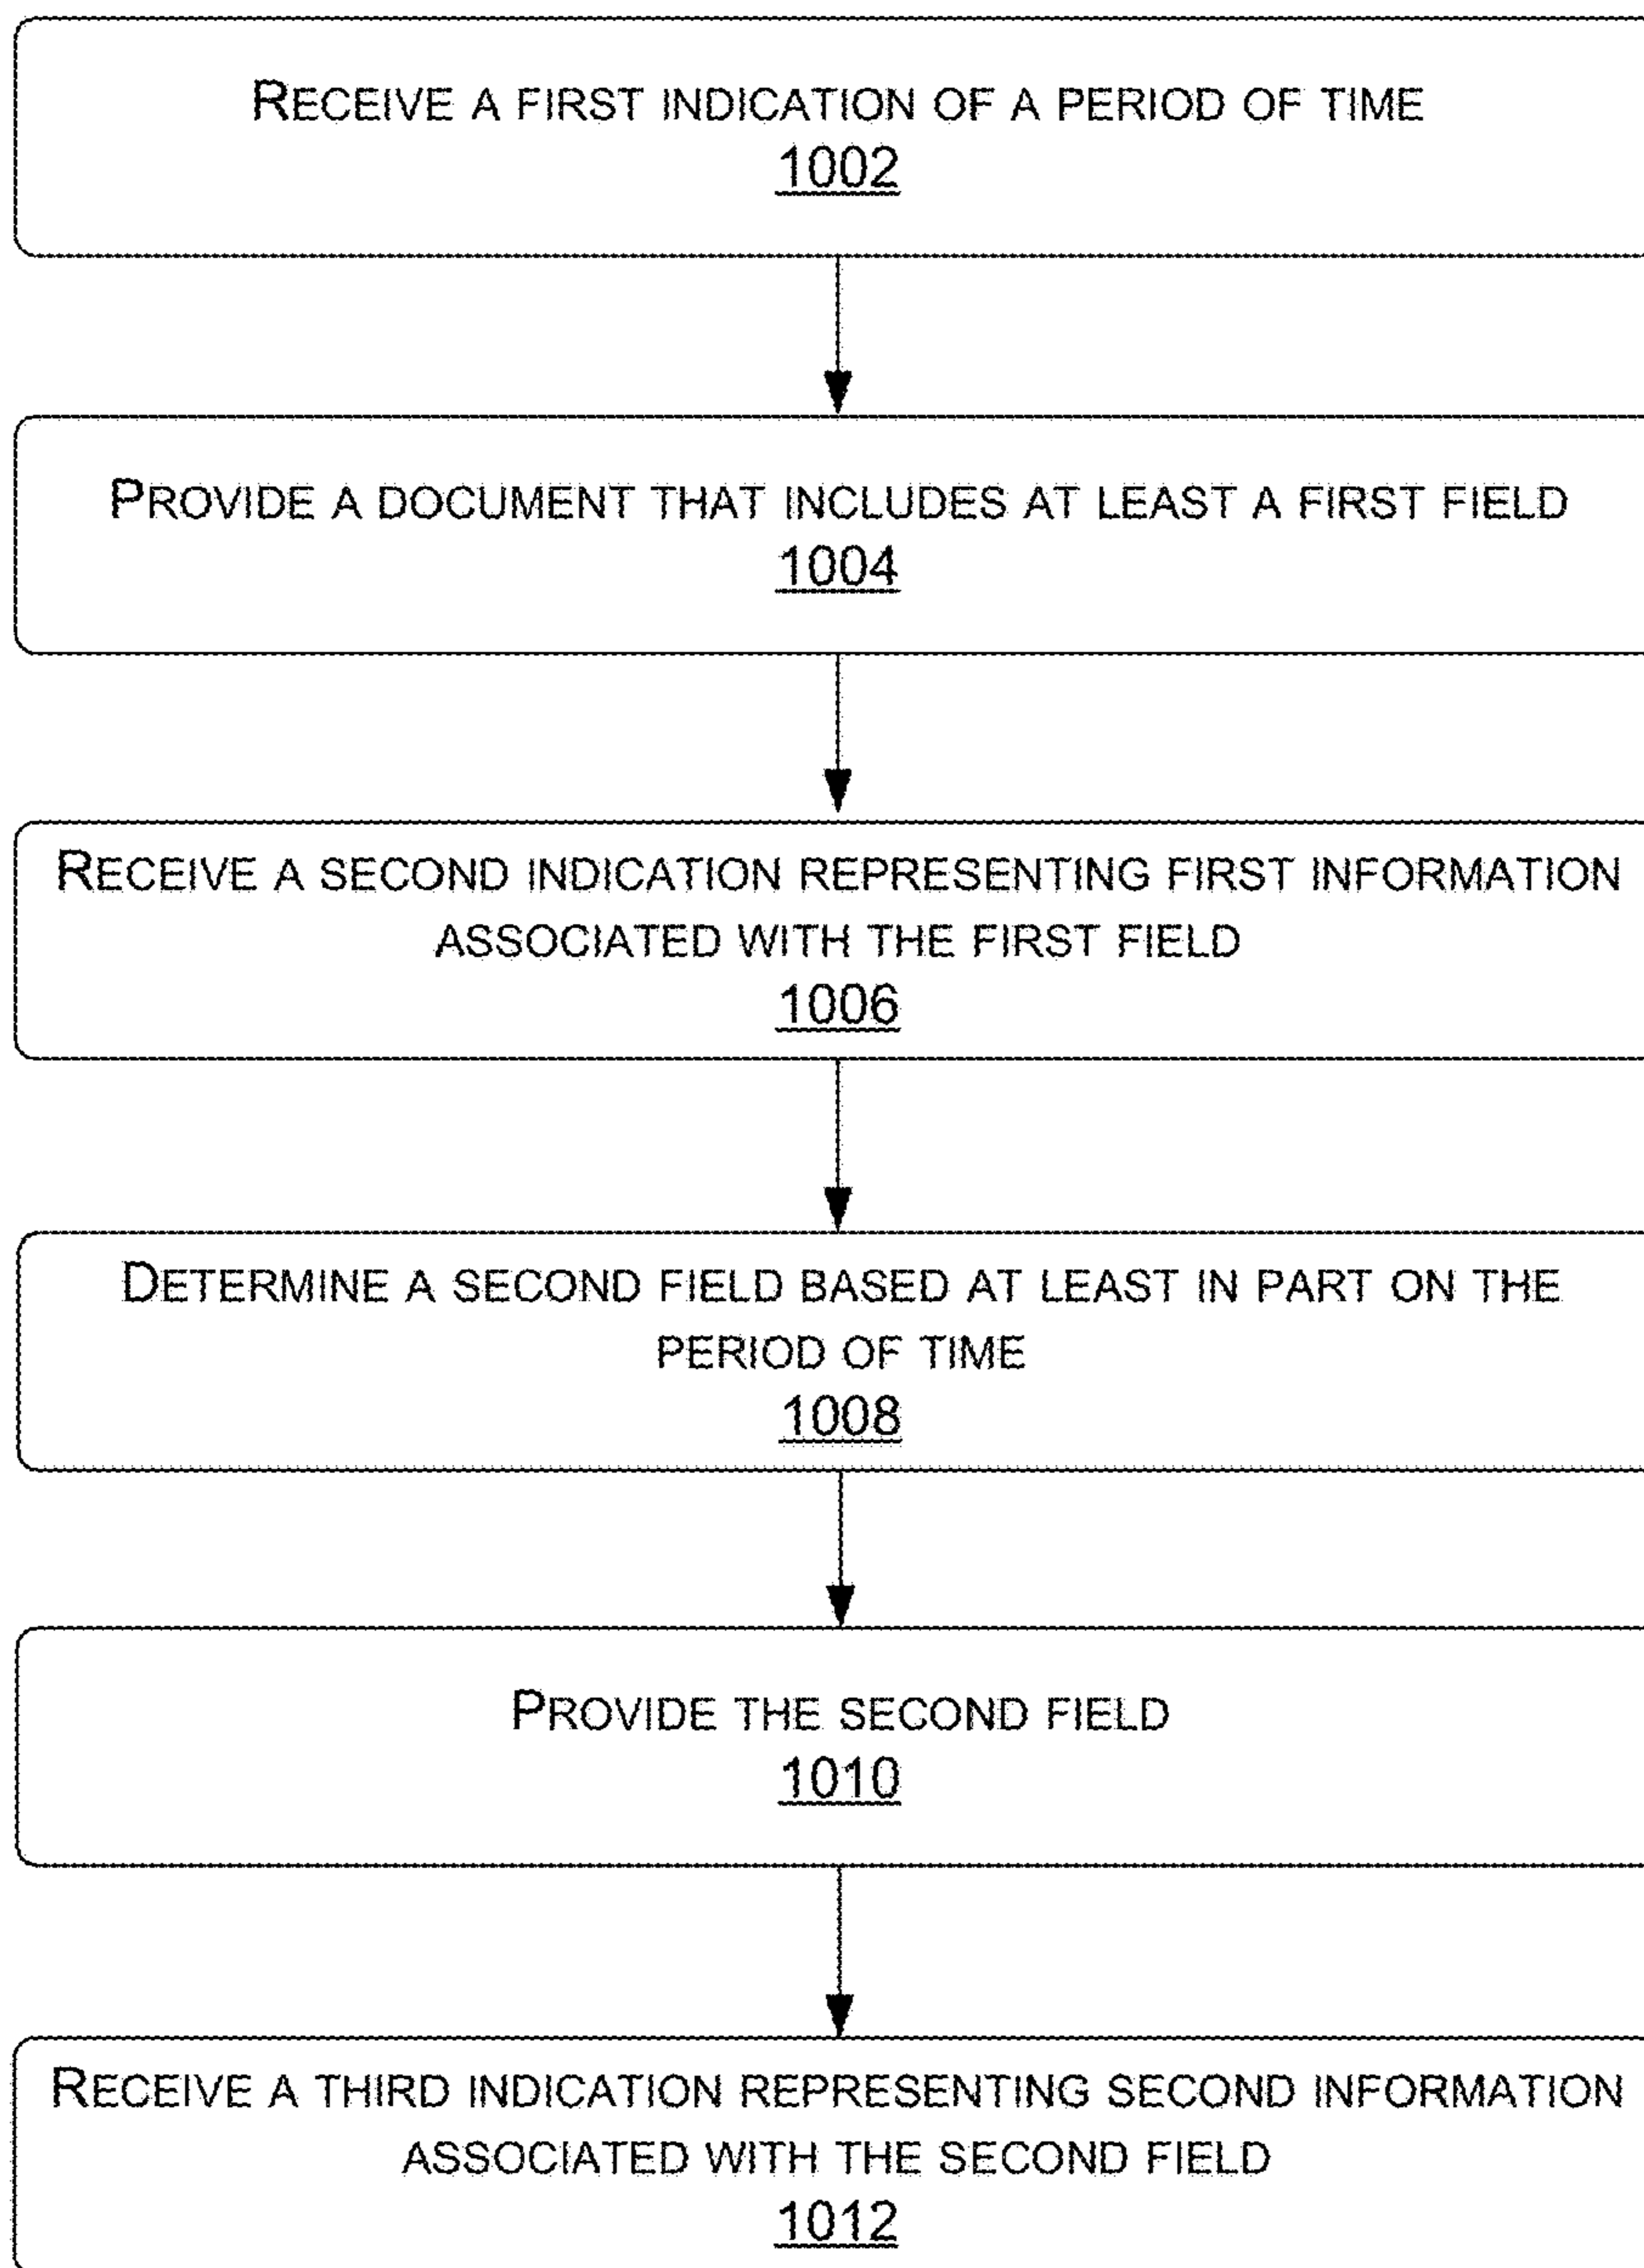 RECEIVE A FIRST INDICATION OF A PERIOD OF TIME
1002
PROVIDE A DOCUMENT THAT INCLUDES AT LEAST A FIRST FIELD
1004
RECEIVE A SECOND INDICATION REPRESENTING FIRST INFORMATION
ASSOCIATED WITH THE FIRST FIELD
1006
DETERMINE A SECOND FIELD BASED AT LEAST IN PART ON THE
PERIOD OF TIME
1008
PROVIDE THE SECOND FIELD
1010
RECEIVE A THIRD INDICATION REPRESENTING SECOND INFORMATION
ASSOCIATED WITH THE SECOND FIELD
1012